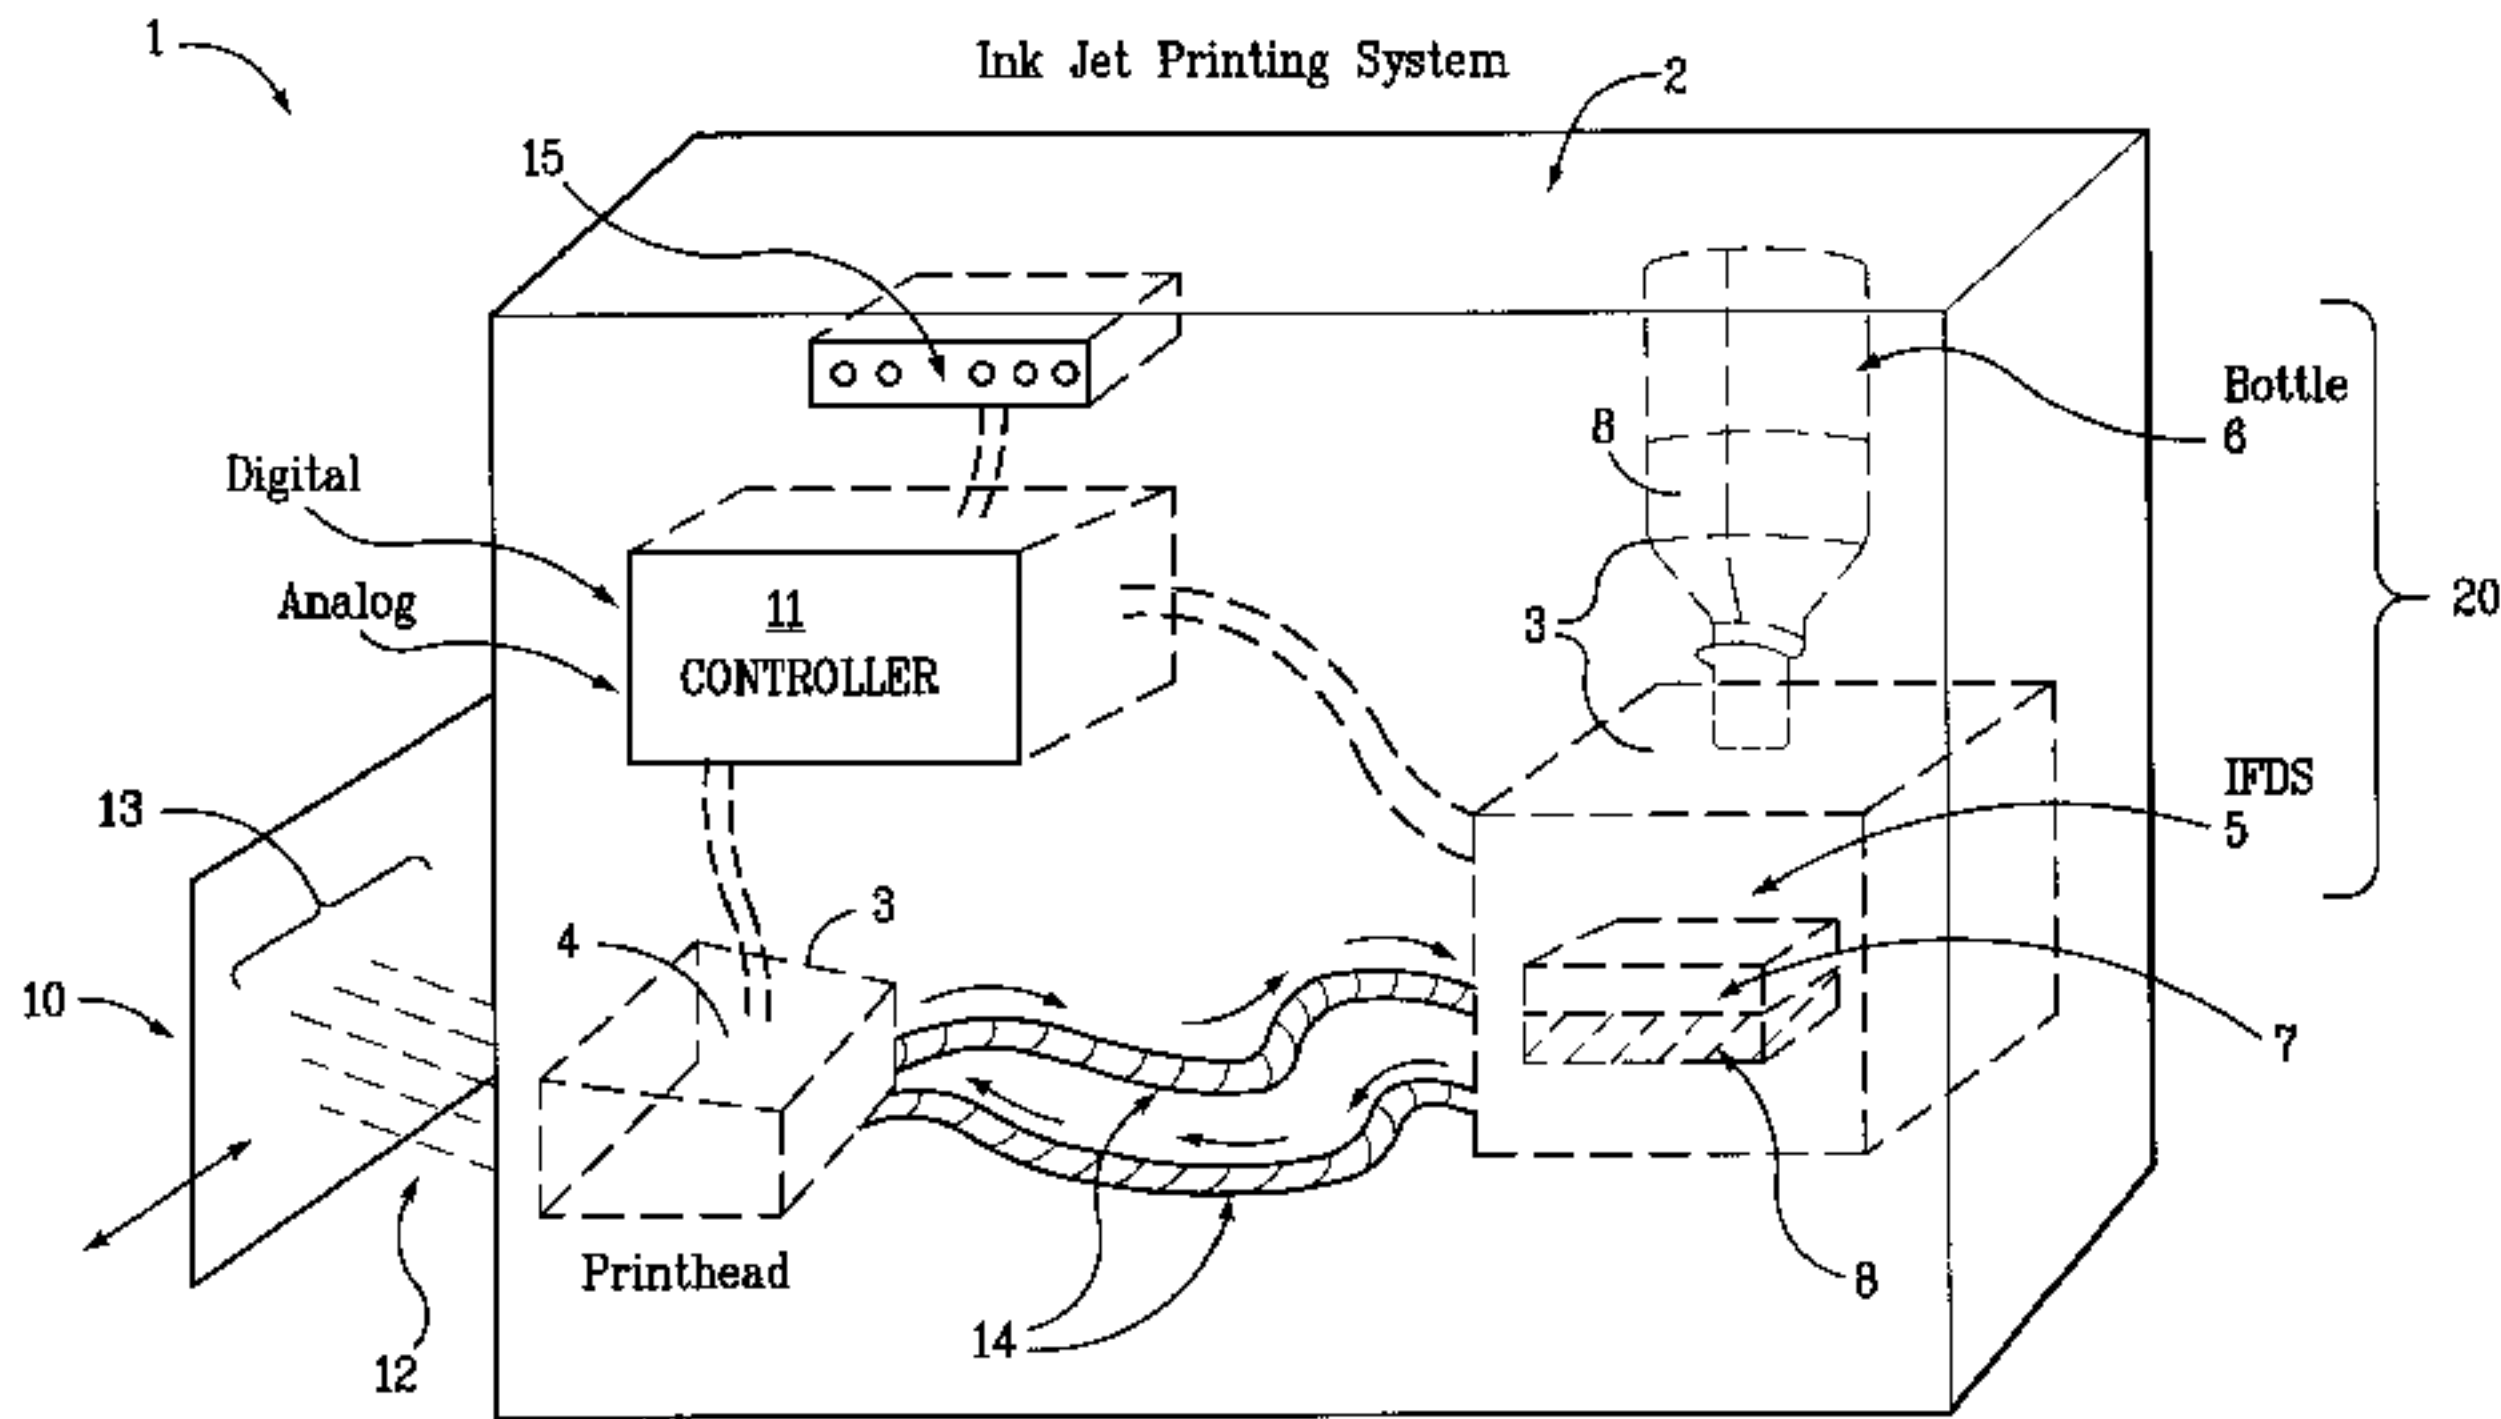 1
Ink Jet Printing System
2
15
Bottle
6
8
Digital
Analog
11
CONTROLLER
3
20
13
IFDS
5
3
4
10
7
Printhead
8
14
12